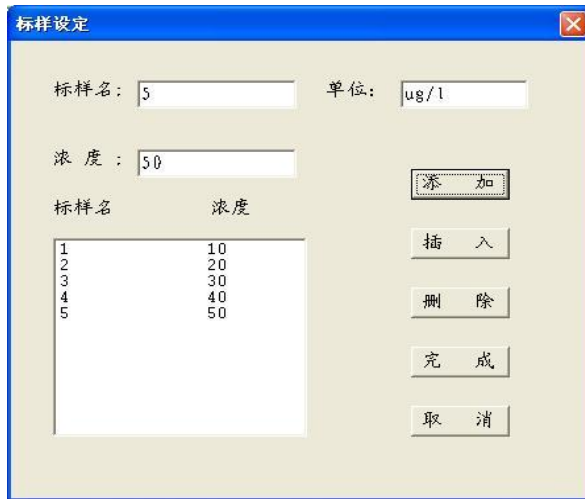 标样设定
标样名: 5 单位: ug/l
浓 度 : 50
添 加
标样名 浓度
插 入
1 10
2 20
3 30
4 40
5 50
删 除
完 成
取 消